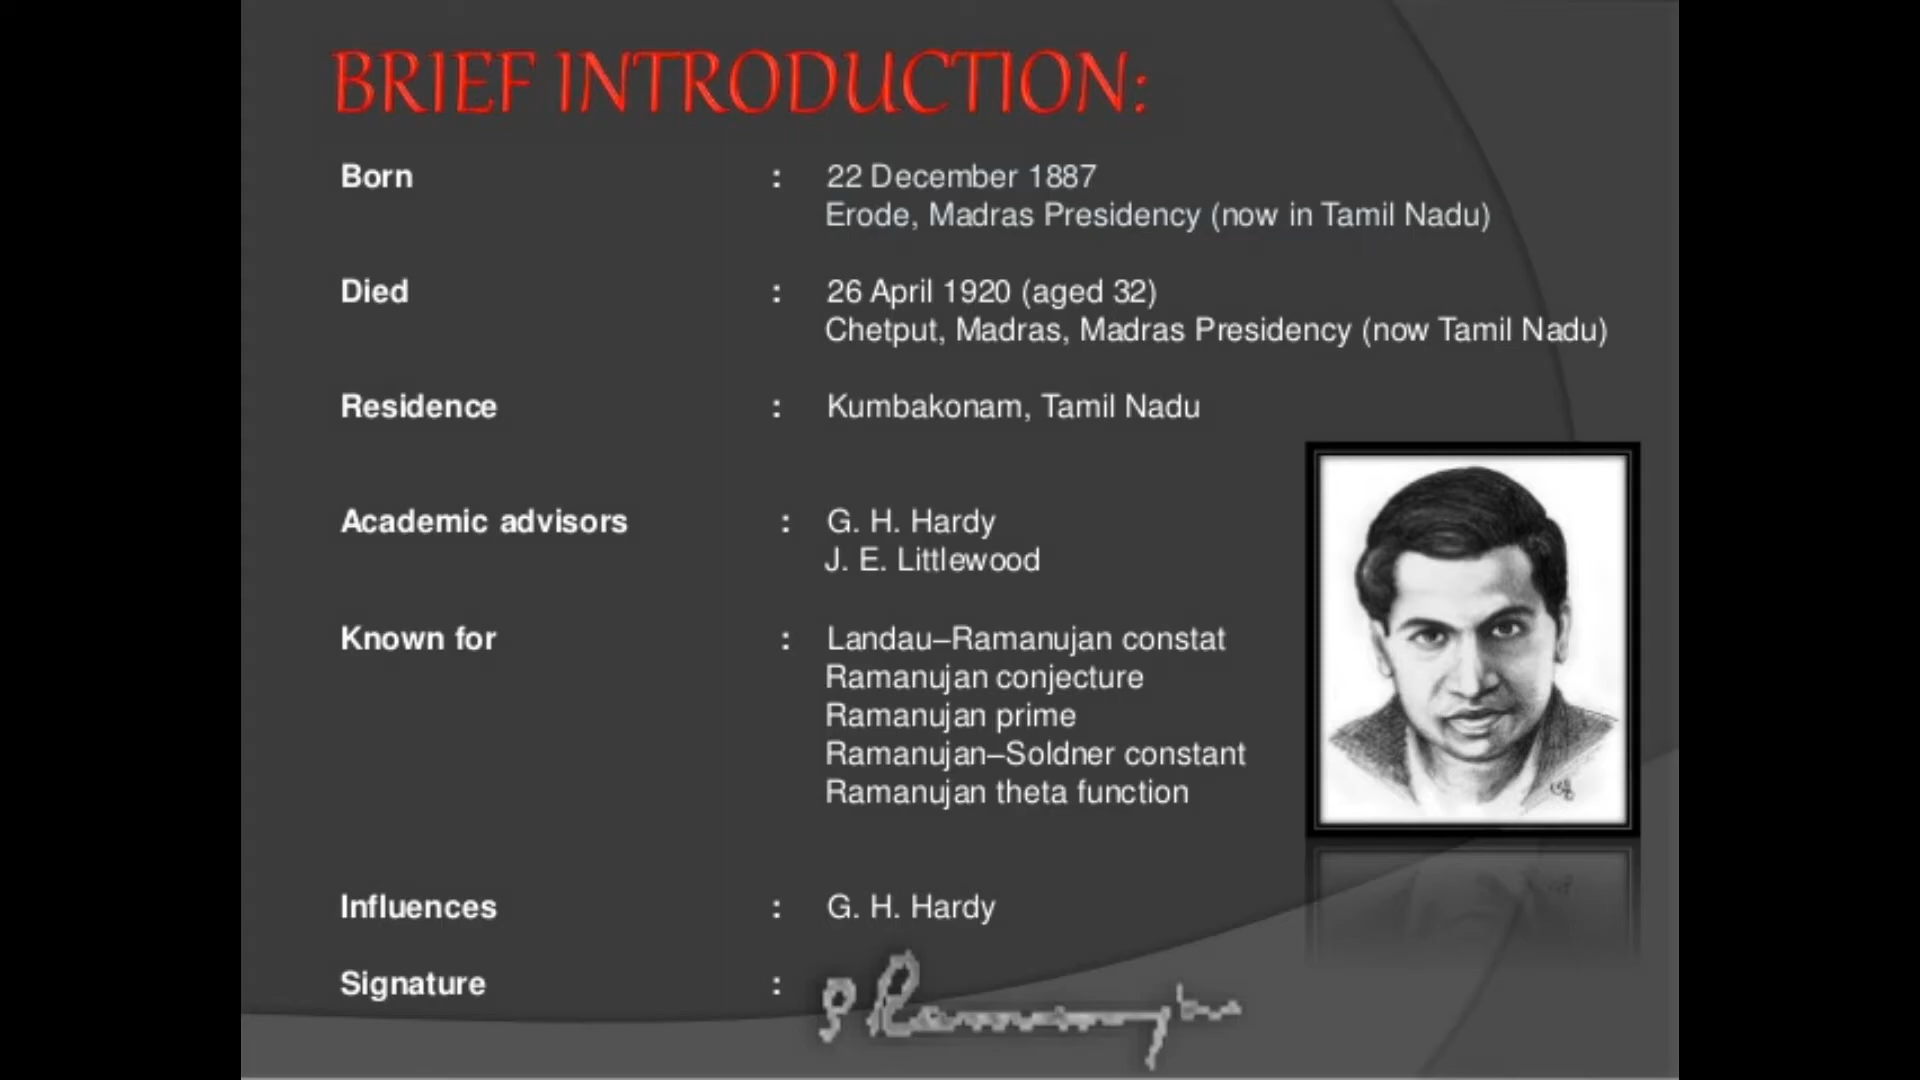 BRIEF INTRODUCTION:
Born : 22 December 1887
Erode, Madras Presidency (now in Tamil Nadu)
Died : 26 April 1920 (aged 32)
Chetput, Madras, Madras Presidency (now Tamil Nadu)
Residence : Kumbakonam, Tamil Nadu
Academic advisors : G. H. Hardy
J. E. Littlewood
Known for : Landau–Ramanujan constat
Ramanujan conjecture
Ramanujan prime
Ramanujan–Soldner constant
Ramanujan theta function
Influences : G. H. Hardy
Signature : S Ramanujan